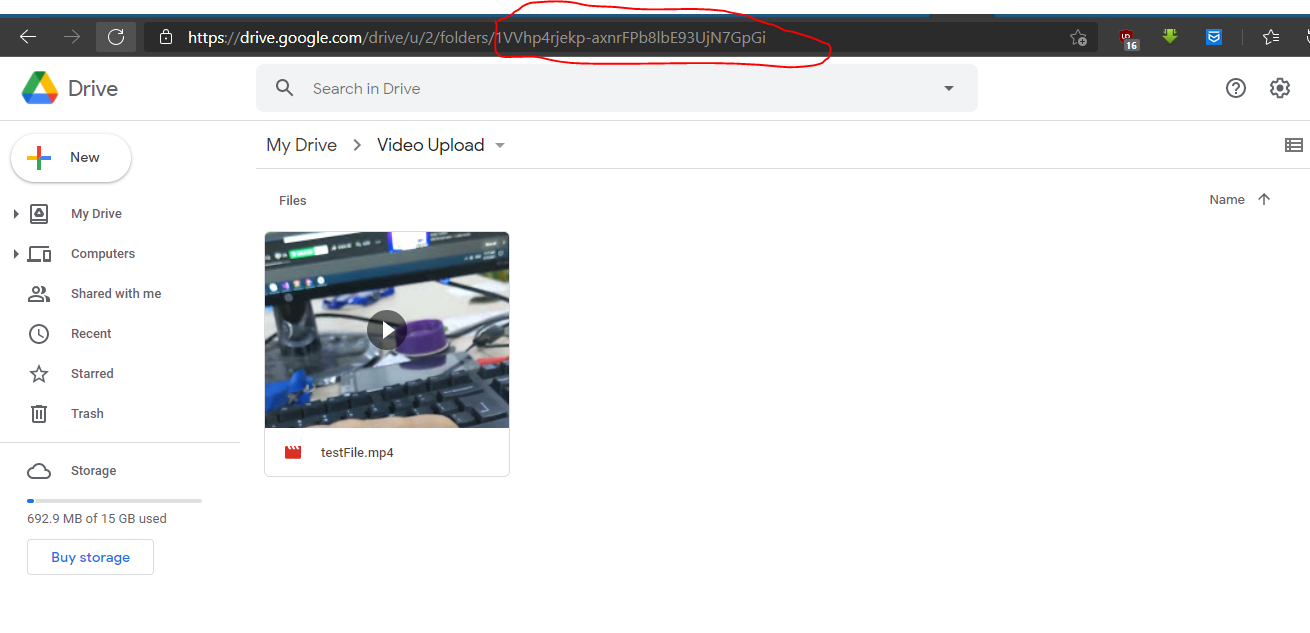 https://drive.google.com/drive/u/2/folders/1VVhp4rjekp-axnrFPb8lbE93UjN7GpGi
16
Drive
Search in Drive
New
My Drive
Computers
Shared with me
Recent
Starred
Trash
Storage
692.9 MB of 15 GB used
Buy storage
My Drive
Video Upload
Files
Name
testFile.mp4